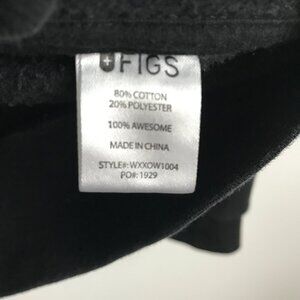 FIGS
80% COTTON
20% POLYESTER
100% AWESOME
MADE IN CHINA
STYLE#: WXXOW1004
PO#: 1929